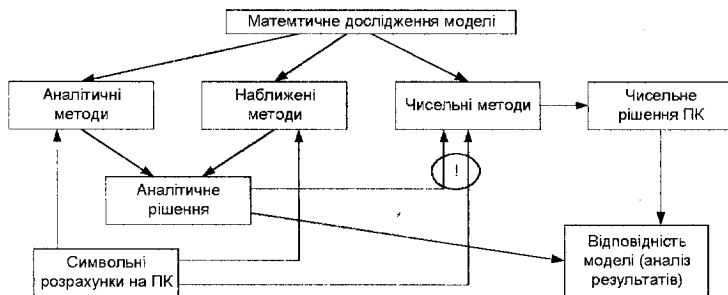 Матемтичне дослідження моделі
Аналітичні
методи
Наближені
методи
Чисельні методи
Чисельне
рішення ПК
!
Аналітичне
рішення
Символьні
розрахунки на ПК
Відповідність
моделі (аналіз
результатів)